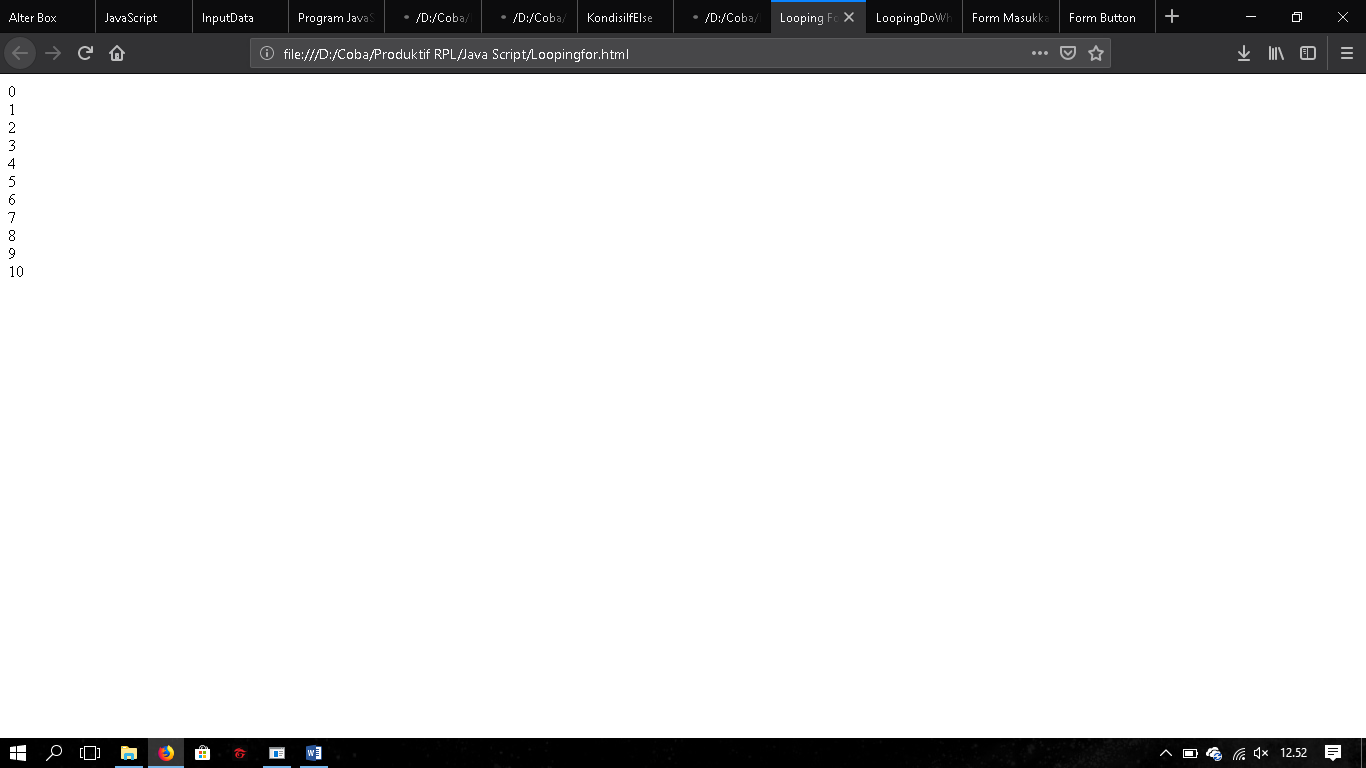 Alter Box
JavaScript
InputData
Program JavaS
/D:/Coba/
/D:/Coba/
KondisiIfElse
/D:/Coba/
Looping Fo
LoopingDoWh
Form Masukka
Form Button
file:///D:/Coba/Produktif RPL/Java Script/Loopingfor.html
0
1
2
3
4
5
6
7
8
9
10
12.52